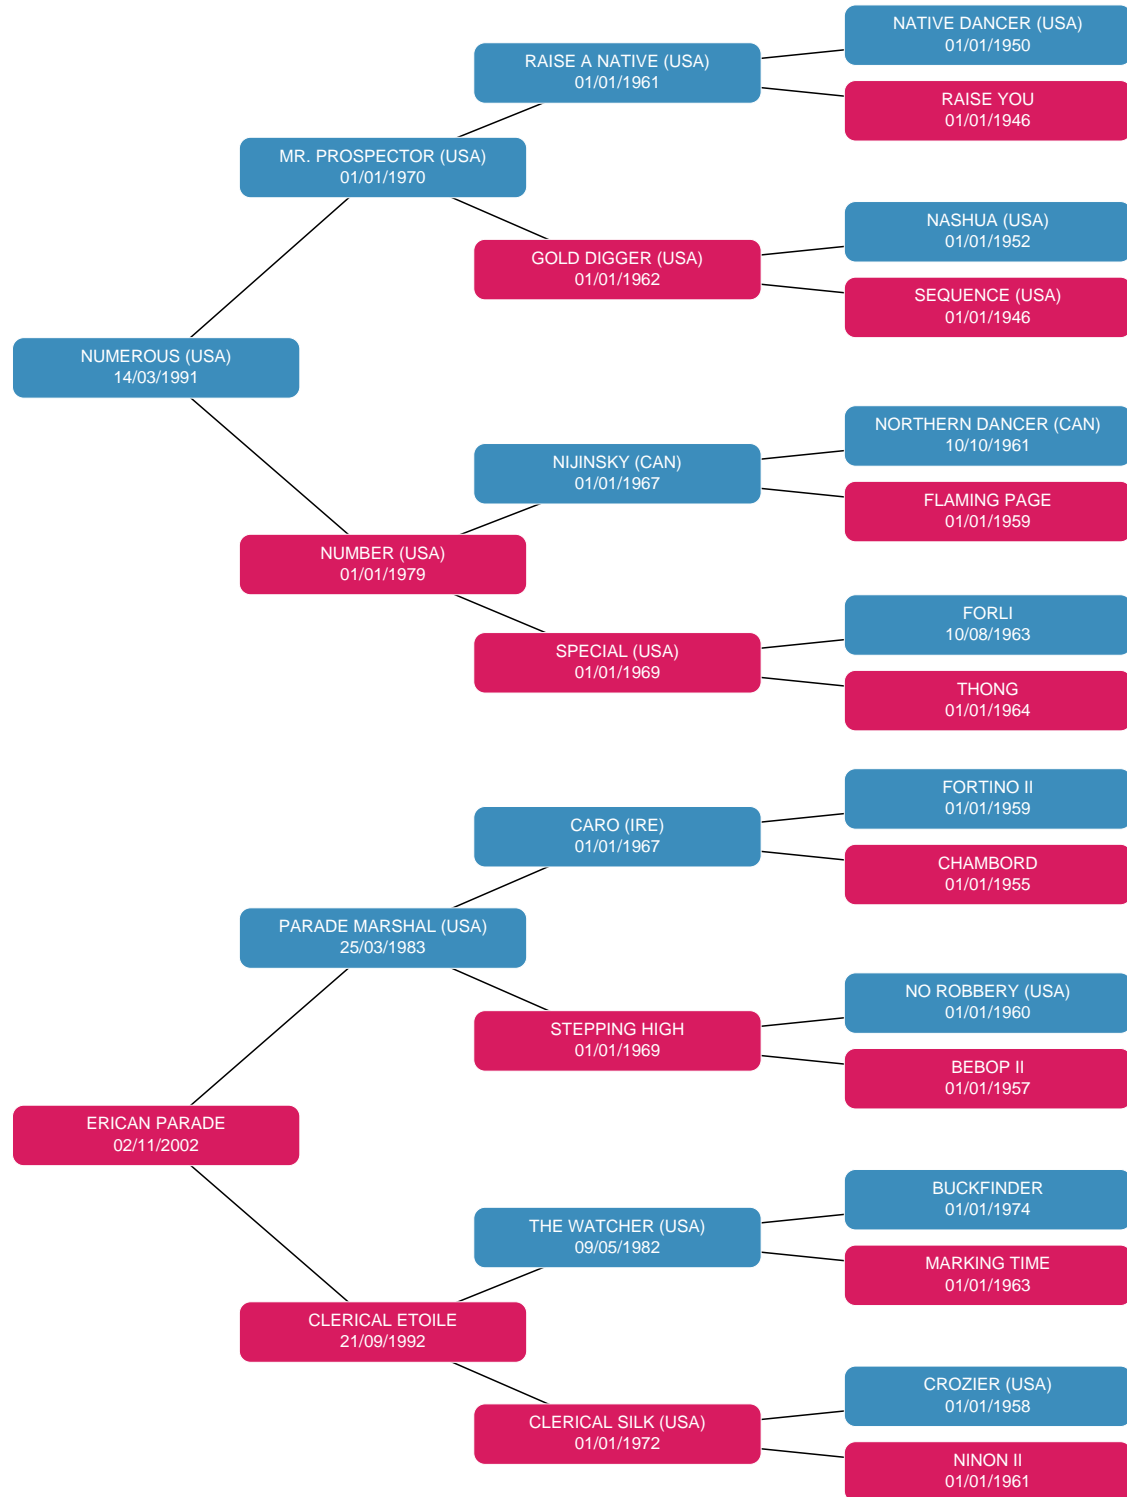 NATIVE DANCER (USA)
01/01/1950
RAISE A NATIVE (USA)
01/01/1961
RAISE YOU
01/01/1946
MR. PROSPECTOR (USA)
01/01/1970
NASHUA (USA)
01/01/1952
GOLD DIGGER (USA)
01/01/1962
SEQUENCE (USA)
01/01/1946
NUMEROUS (USA)
14/03/1991
NORTHERN DANCER (CAN)
10/10/1961
NIJINSKY (CAN)
01/01/1967
FLAMING PAGE
01/01/1959
NUMBER (USA)
01/01/1979
FORLI
10/08/1963
SPECIAL (USA)
01/01/1969
THONG
01/01/1964
FORTINO II
01/01/1959
CARO (IRE)
01/01/1967
CHAMBORD
01/01/1955
PARADE MARSHAL (USA)
25/03/1983
NO ROBBERY (USA)
01/01/1960
STEPPING HIGH
01/01/1969
BEBOP II
01/01/1957
ERICAN PARADE
02/11/2002
BUCKFINDER
01/01/1974
THE WATCHER (USA)
09/05/1982
MARKING TIME
01/01/1963
CLERICAL ETOILE
21/09/1992
CROZIER (USA)
01/01/1958
CLERICAL SILK (USA)
01/01/1972
NINON II
01/01/1961